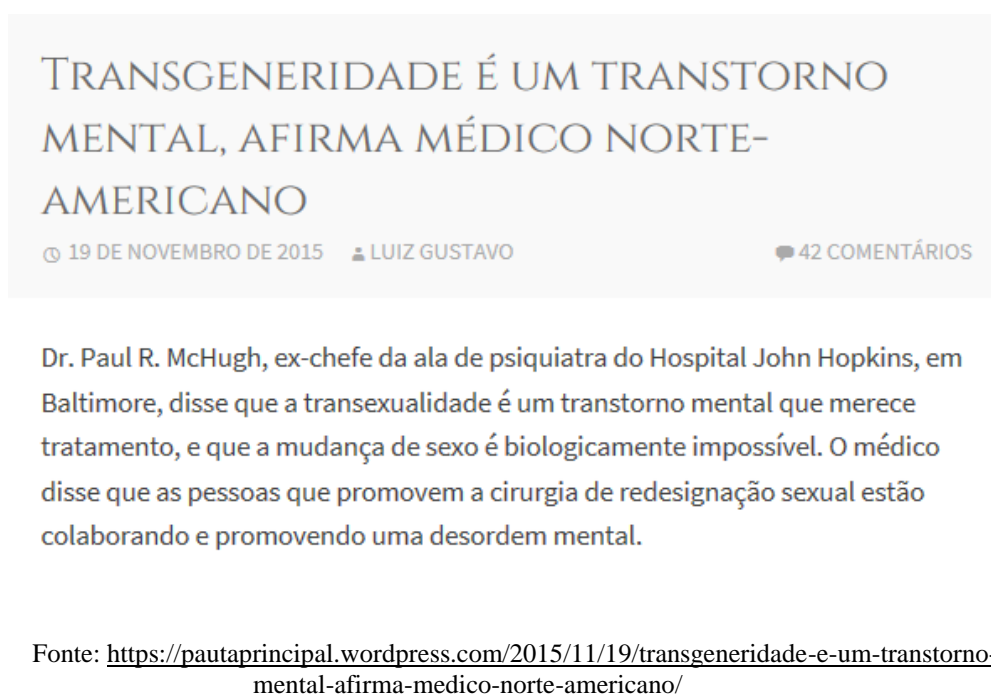 TRANSGENERIDADE É UM TRANSTORNO
MENTAL, AFIRMA MÉDICO NORTE-
AMERICANO
19 DE NOVEMBRO DE 2015 LUIZ GUSTAVO 42 COMENTÁRIOS
Dr. Paul R. McHugh, ex-chefe da ala de psiquiatra do Hospital John Hopkins, em
Baltimore, disse que a transexualidade é um transtorno mental que merece
tratamento, e que a mudança de sexo é biologicamente impossível. O médico
disse que as pessoas que promovem a cirurgia de redesignação sexual estão
colaborando e promovendo uma desordem mental.
Fonte: https://pautaprincipal.wordpress.com/2015/11/19/transgeneridade-e-um-transtorno-
mental-afirma-medico-norte-americano/